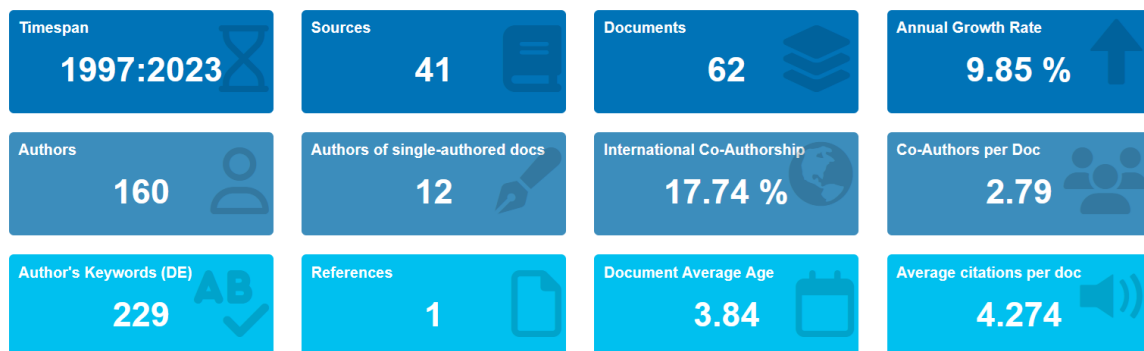 Timespan
1997:2023
Sources
41
Documents
62
Annual Growth Rate
9.85 %
Authors
160
Authors of single-authored docs
12
International Co-Authorship
17.74 %
Co-Authors per Doc
2.79
Author's Keywords (DE)
229
AB
References
1
Document Average Age
3.84
Average citations per doc
4.274